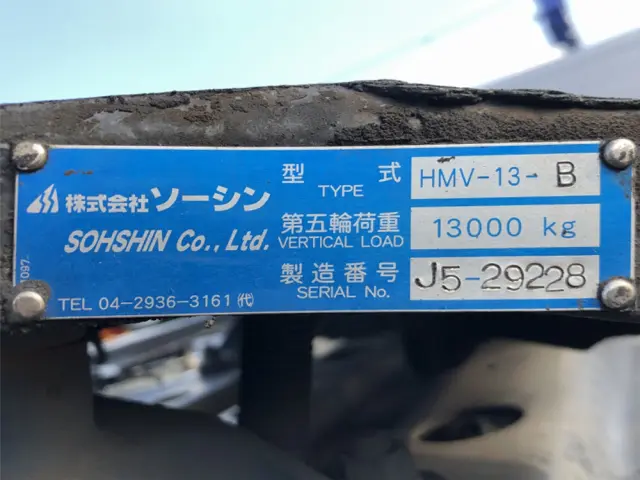 株式会社 ソーシン
SOHSHIN Co., Ltd.
TEL 04-2936-3161 ㈹
097.
型 式 HMV-13-B
TYPE
第五輪荷重 13000 kg
VERTICAL LOAD
製造番号 J5-29228
SERIAL No.